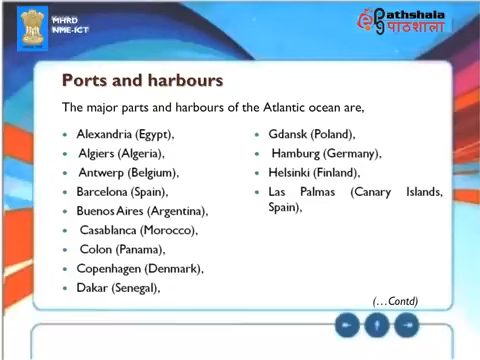 MHRD
NME-ICT
Pathshala
पाठशाला
Ports and harbours
The major parts and harbours of the Atlantic ocean are,
• Alexandria (Egypt),
• Algiers (Algeria),
• Antwerp (Belgium),
• Barcelona (Spain),
• Buenos Aires (Argentina),
• Casablanca (Morocco),
• Colon (Panama),
• Copenhagen (Denmark),
• Dakar (Senegal),
• Gdansk (Poland),
• Hamburg (Germany),
• Helsinki (Finland),
• Las Palmas (Canary Islands,
Spain),
(...Contd)